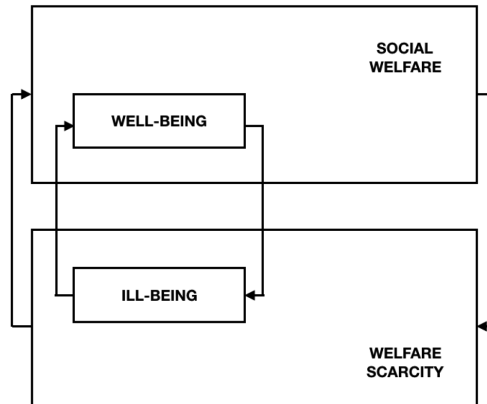 SOCIAL
WELFARE
WELL-BEING
ILL-BEING
WELFARE
SCARCITY